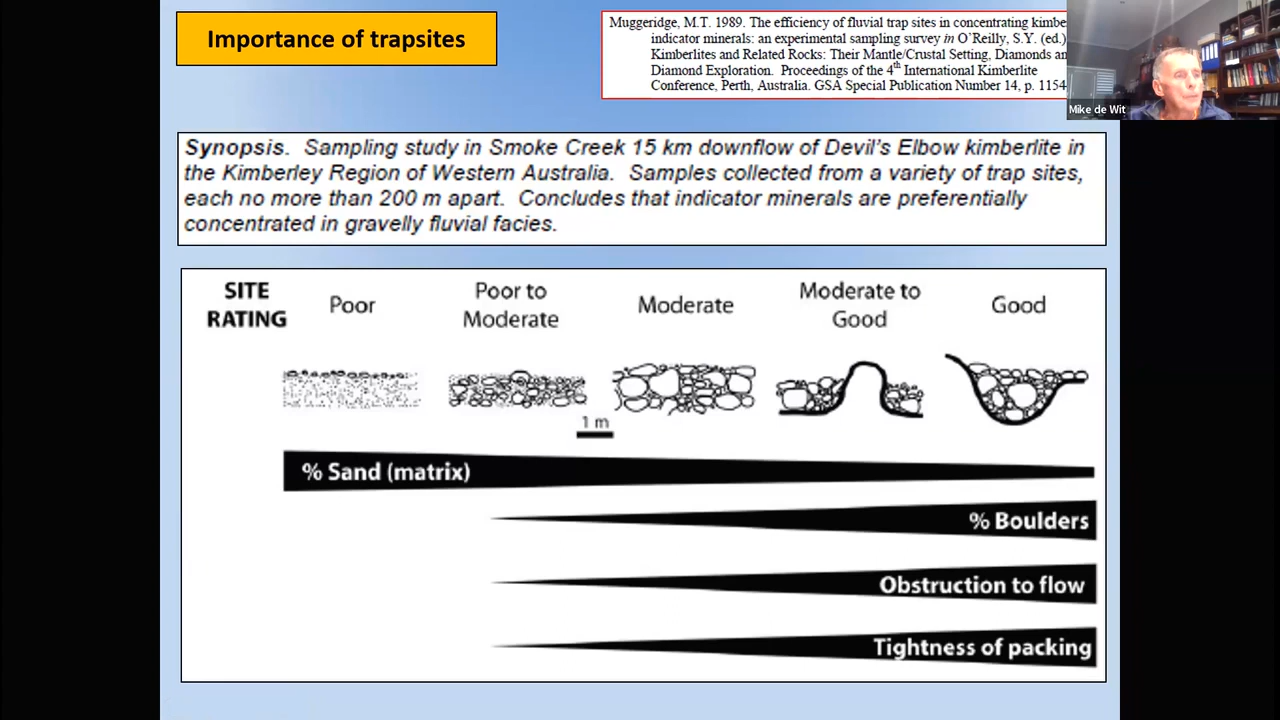 Importance of trapsites
Muggeridge, M.T. 1989. The efficiency of fluvial trap sites in concentrating kimbe
indicator minerals: an experimental sampling survey in O'Reilly, S.Y. (ed.)
Kimberlites and Related Rocks: Their Mantle/Crustal Setting, Diamonds an
Diamond Exploration. Proceedings of the 4th International Kimberlite
Conference, Perth, Australia. GSA Special Publication Number 14, p. 1154
Mike de Wit
Synopsis. Sampling study in Smoke Creek 15 km downflow of Devil's Elbow kimberlite in
the Kimberley Region of Western Australia. Samples collected from a variety of trap sites,
each no more than 200 m apart. Concludes that indicator minerals are preferentially
concentrated in gravelly fluvial facies.
SITE
RATING
Poor
Poor to
Moderate
Moderate
Moderate to
Good
Good
1 m
% Sand (matrix)
% Boulders
Obstruction to flow
Tightness of packing